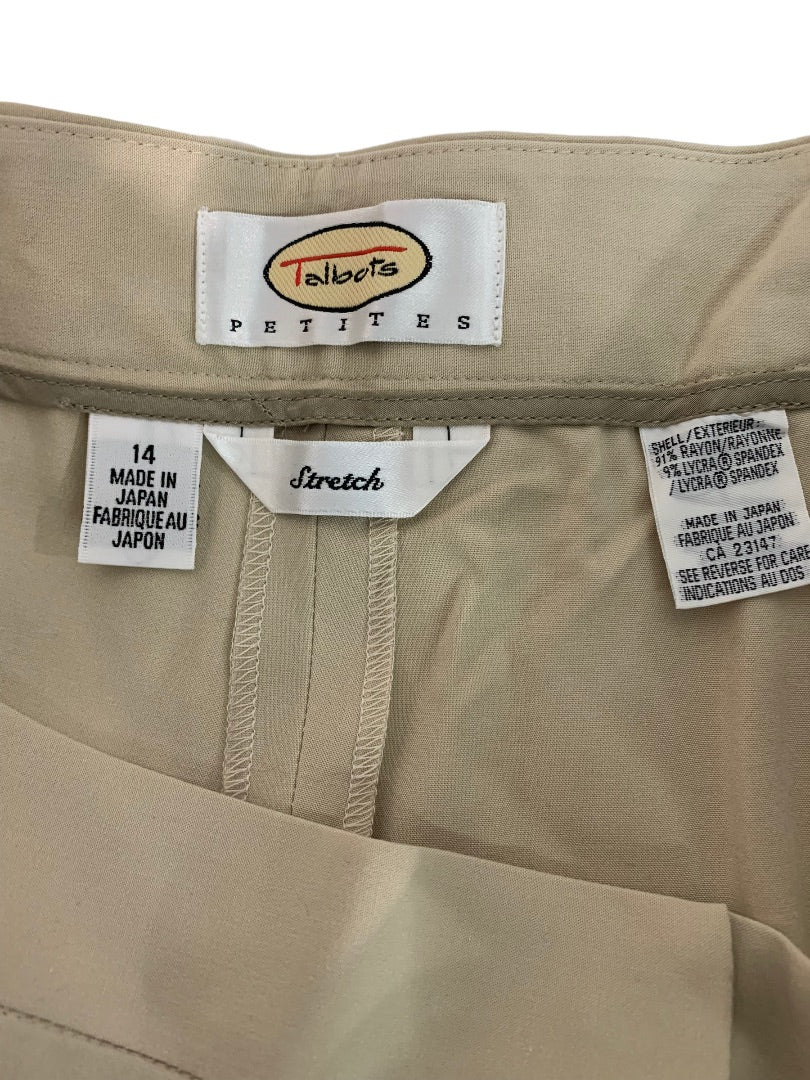 Talbots
PETITES
14
MADE IN
JAPAN
FABRIQUE AU
JAPON
Stretch
SHELL/EXTERIEUR:
91% RAYON/RAYONNE
9% LYCRA® SPANDEX
/LYCRA® SPANDEX
MADE IN JAPAN
FABRIQUE AU JAPON
CA 23147
SEE REVERSE FOR CARE
INDICATIONS AU DOS